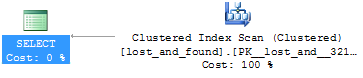 SELECT
Cost: 0 %
Clustered Index Scan (Clustered)
[lost_and_found].[PK__lost_and__321…
Cost: 100 %